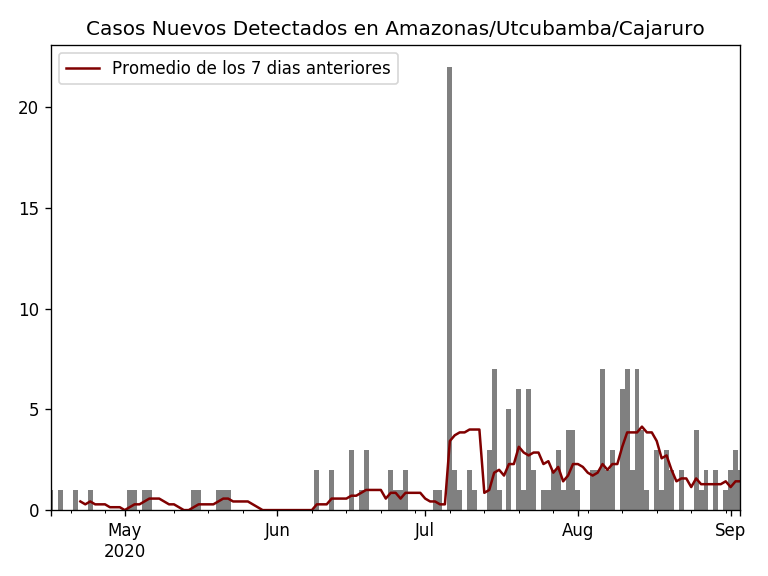 Casos Nuevos Detectados en Amazonas/Utcubamba/Cajaruro
Promedio de los 7 dias anteriores
20
15
10
5
0
May Jun Jul Aug Sep
2020